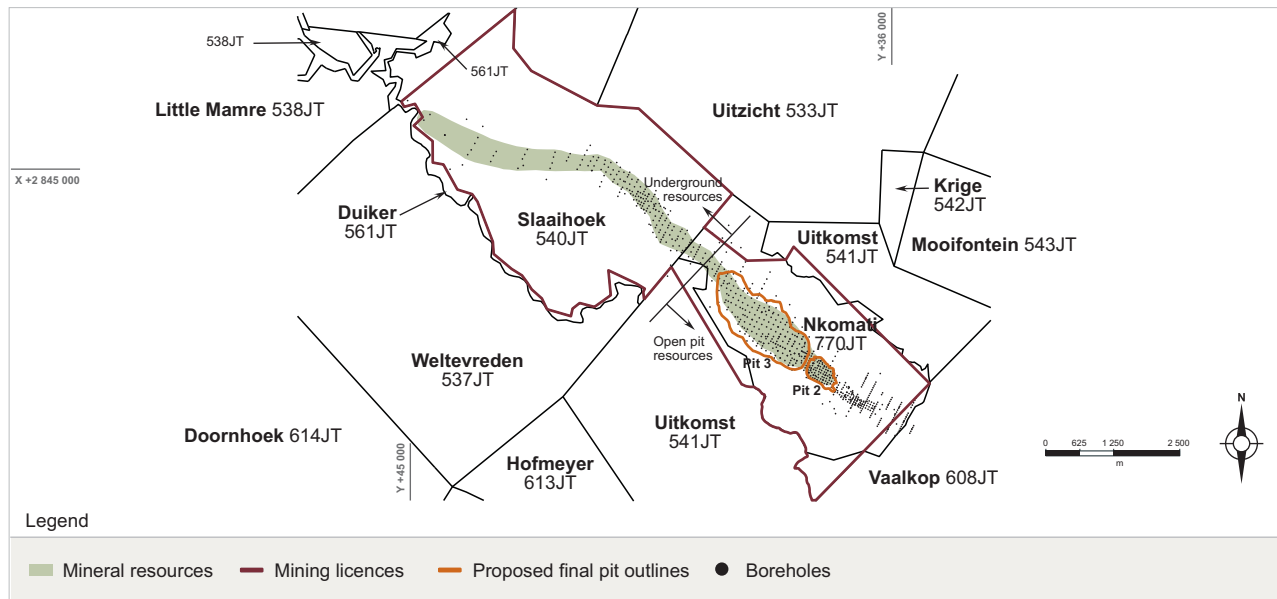 538JT
561JT
Y +36 000
Little Mamre 538JT
Uitzicht 533JT
X +2 845 000
Underground
resources
Krige
542JT
Duiker
561JT
Slaaihoek
540JT
Uitkomst
541JT
Mooifontein 543JT
Nkomati
770JT
Open pit
resources
Pit 3
Weltevreden
537JT
Pit 2
Uitkomst
541JT
Doornhoek 614JT
Y +45 000
Hofmeyer
613JT
Vaalkop 608JT
N
0 625 1 250 2 500
m
Legend
Mineral resources Mining licences Proposed final pit outlines Boreholes